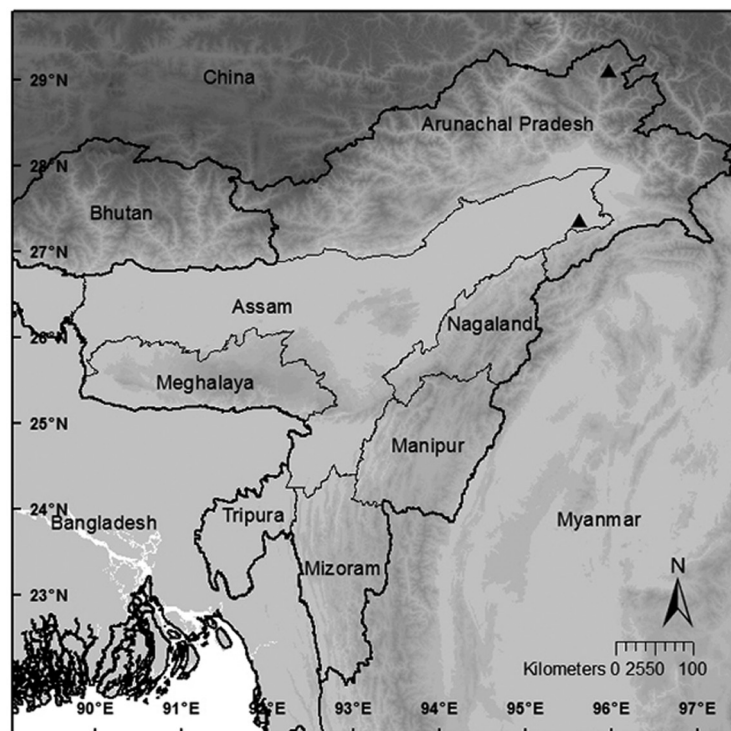 29°N
China
Arunachal Pradesh
28°N
Bhutan
27°N
Assam
Nagaland
26°N
Meghalaya
25°N
Manipur
24°N
Bangladesh
Tripura
Myanmar
Mizoram
N
23°N
Kilometers 0 2550 100
90°E 91°E 92°E 93°E 94°E 95°E 96°E 97°E